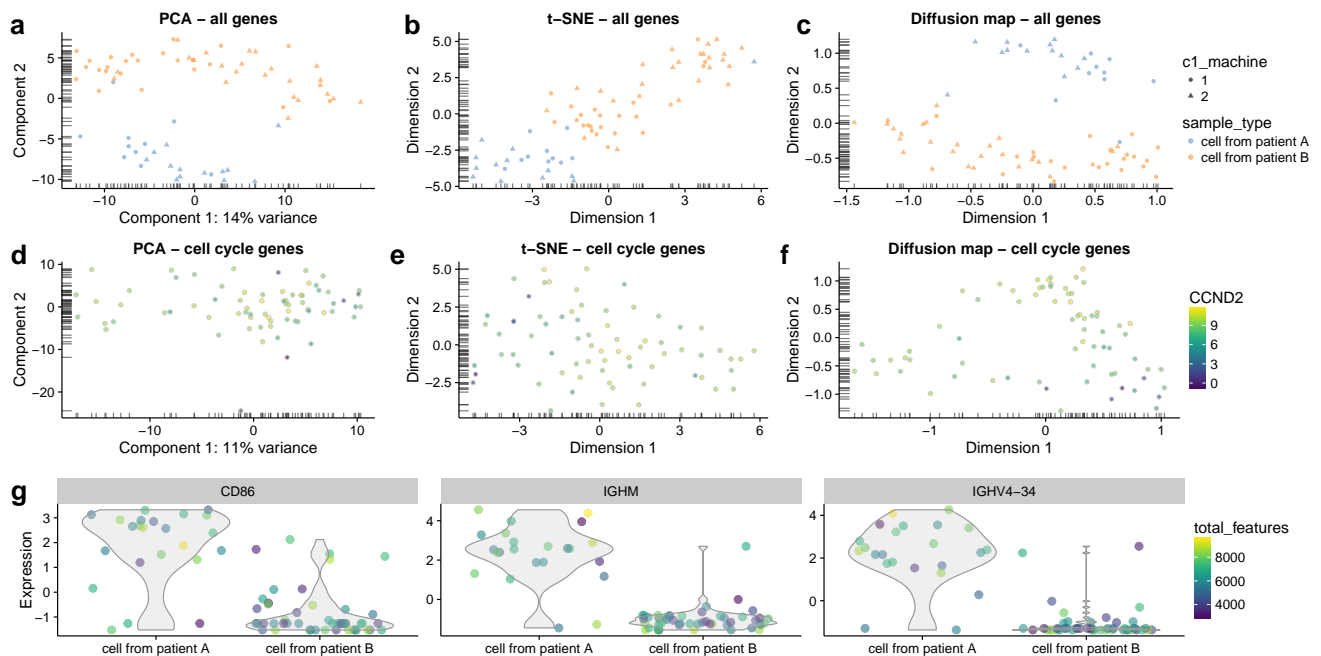 a
PCA − all genes
Component 2
5
0
−5
−10
−10
0
10
Component 1: 14% variance
b
t−SNE − all genes
Dimension 2
5.0
2.5
0.0
−2.5
−5.0
−3
0
3
6
Dimension 1
c
Diffusion map − all genes
Dimension 2
1.0
0.5
0.0
−0.5
−1.5
−1.0
−0.5
0.0
0.5
1.0
Dimension 1
c1_machine
1
2
sample_type
cell from patient A
cell from patient B
d
PCA − cell cycle genes
Component 2
10
0
−10
−20
−10
0
10
Component 1: 11% variance
e
t−SNE − cell cycle genes
Dimension 2
5.0
2.5
0.0
−2.5
−3
0
3
6
Dimension 1
f
Diffusion map − cell cycle genes
Dimension 2
1.0
0.5
0.0
−0.5
−1.0
−1
0
1
Dimension 1
CCND2
9
6
3
0
g
CD86
IGHM
IGHV4−34
Expression
3
2
1
0
−1
cell from patient A
cell from patient B
4
2
0
cell from patient A
cell from patient B
4
2
0
cell from patient A
cell from patient B
total_features
8000
6000
4000